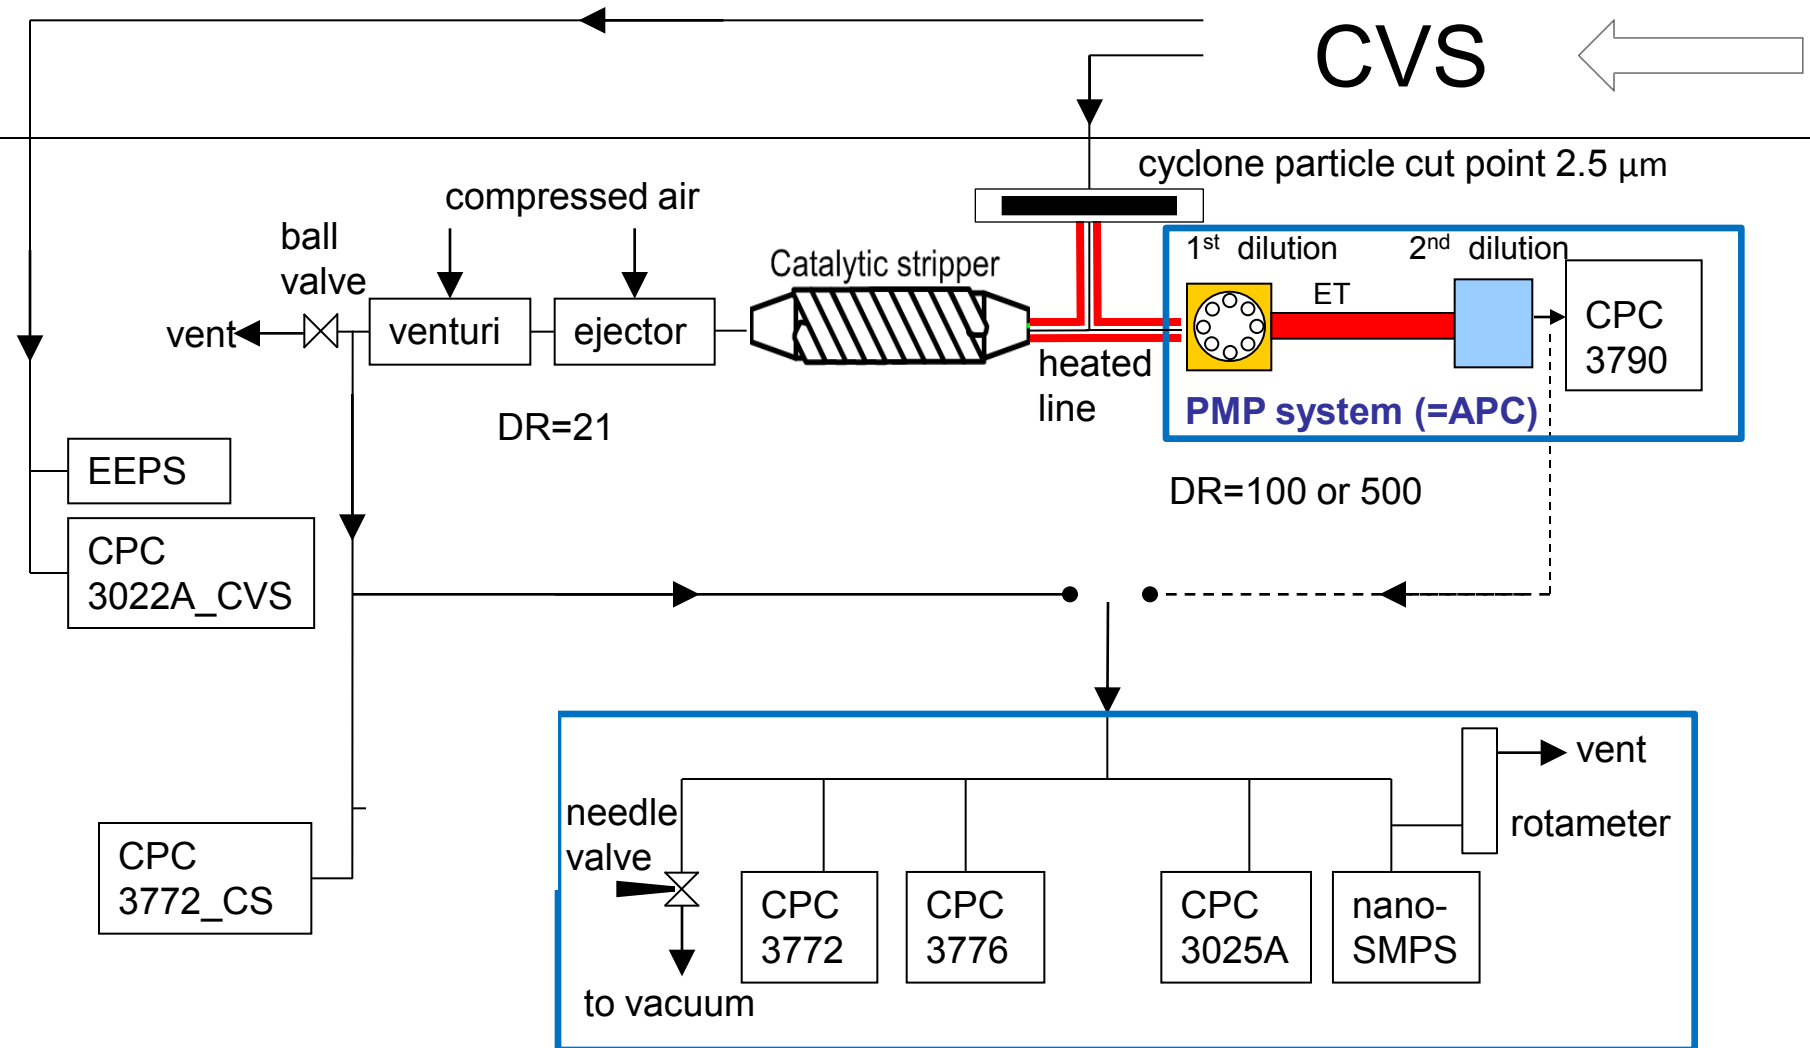 CVS
cyclone particle cut point 2.5 μm
compressed air
ball
valve
1st dilution
2nd dilution
Catalytic stripper
ET
vent
venturi
ejector
CPC
3790
heated
line
PMP system (=APC)
DR=21
EEPS
DR=100 or 500
CPC
3022A_CVS
vent
needle
valve
rotameter
CPC
3772_CS
CPC
3772
CPC
3776
CPC
3025A
nano-
SMPS
to vacuum